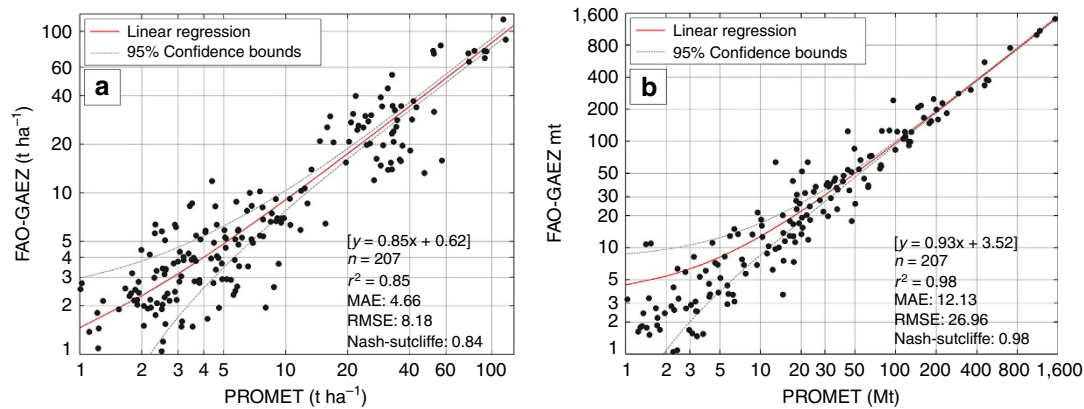 Linear regression
95% Confidence bounds
a
100
60
40
20
10
5
4
3
2
1
FAO-GAEZ (t ha⁻¹)
[y = 0.85x + 0.62]
n = 207
r² = 0.85
MAE: 4.66
RMSE: 8.18
Nash-sutcliffe: 0.84
1 2 3 4 5 10 20 40 60 100
PROMET (t ha⁻¹)
Linear regression
95% Confidence bounds
b
1,600
800
400
200
100
50
30
20
10
5
3
2
1
FAO-GAEZ mt
[y = 0.93x + 3.52]
n = 207
r² = 0.98
MAE: 12.13
RMSE: 26.96
Nash-sutcliffe: 0.98
1 2 3 5 10 20 30 50 100 200 400 800 1,600
PROMET (Mt)